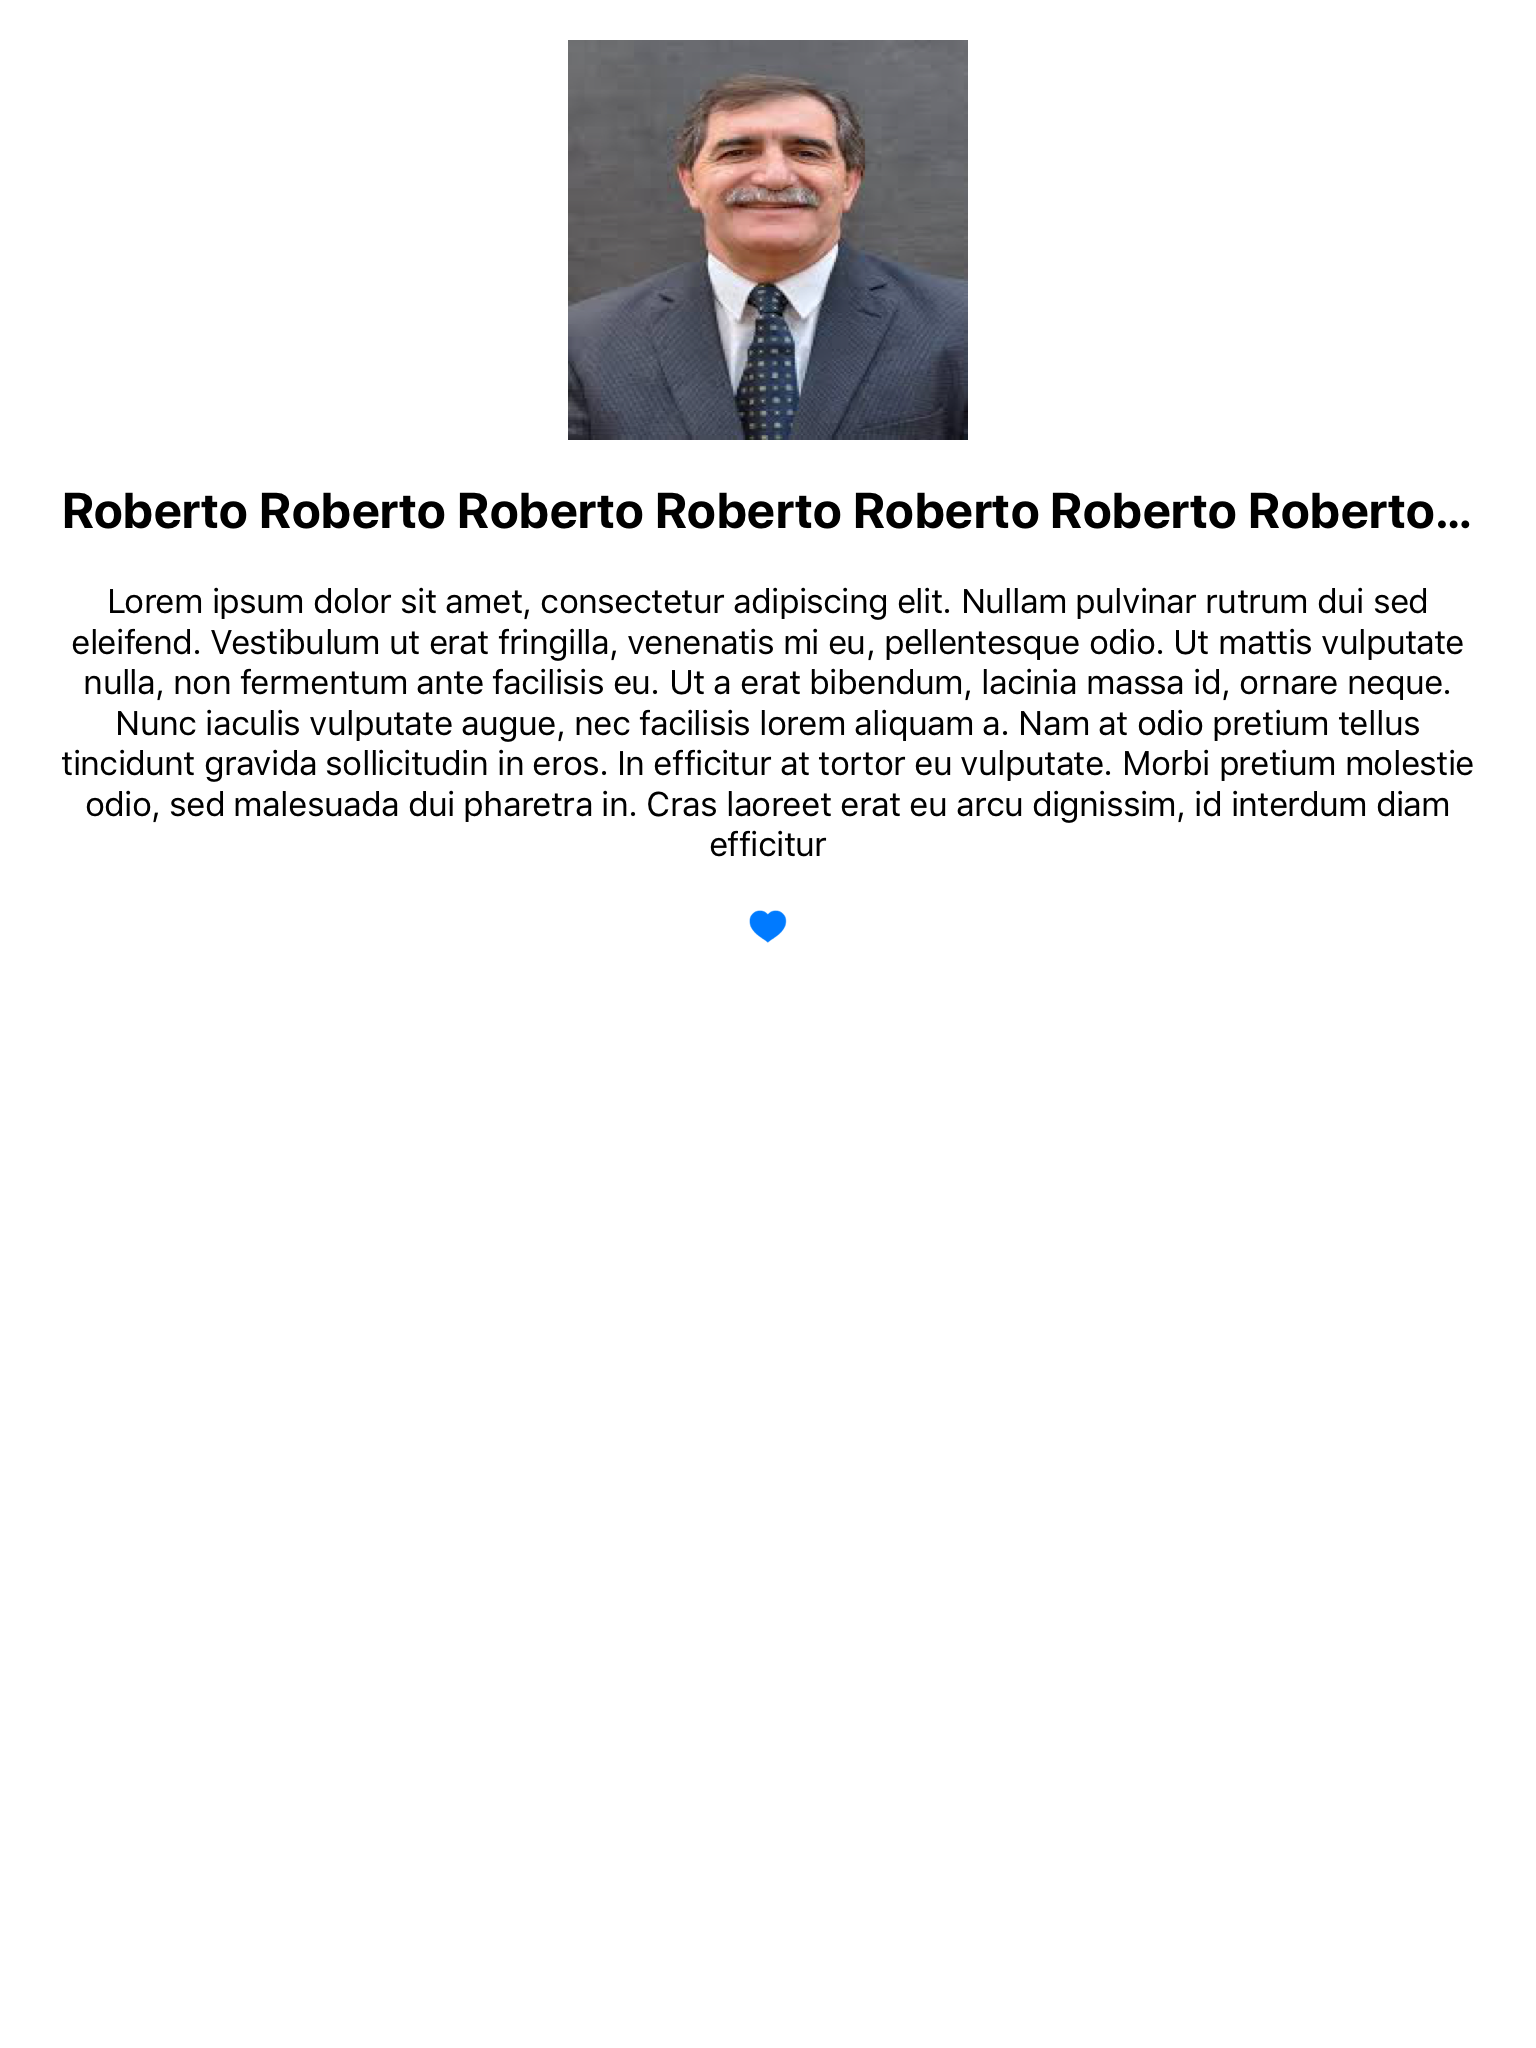 Roberto Roberto Roberto Roberto Roberto Roberto Roberto...
Lorem ipsum dolor sit amet, consectetur adipiscing elit. Nullam pulvinar rutrum dui sed
eleifend. Vestibulum ut erat fringilla, venenatis mi eu, pellentesque odio. Ut mattis vulputate
nulla, non fermentum ante facilisis eu. Ut a erat bibendum, lacinia massa id, ornare neque.
Nunc iaculis vulputate augue, nec facilisis lorem aliquam a. Nam at odio pretium tellus
tincidunt gravida sollicitudin in eros. In efficitur at tortor eu vulputate. Morbi pretium molestie
odio, sed malesuada dui pharetra in. Cras laoreet erat eu arcu dignissim, id interdum diam
efficitur